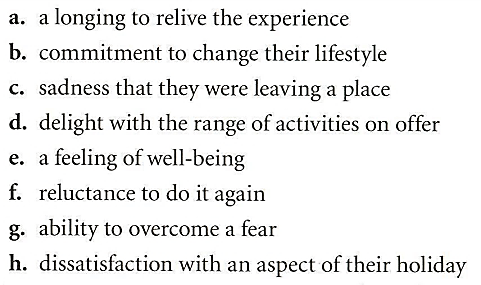 a. a longing to relive the experience
b. commitment to change their lifestyle
c. sadness that they were leaving a place
d. delight with the range of activities on offer
e. a feeling of well-being
f. reluctance to do it again
g. ability to overcome a fear
h. dissatisfaction with an aspect of their holiday